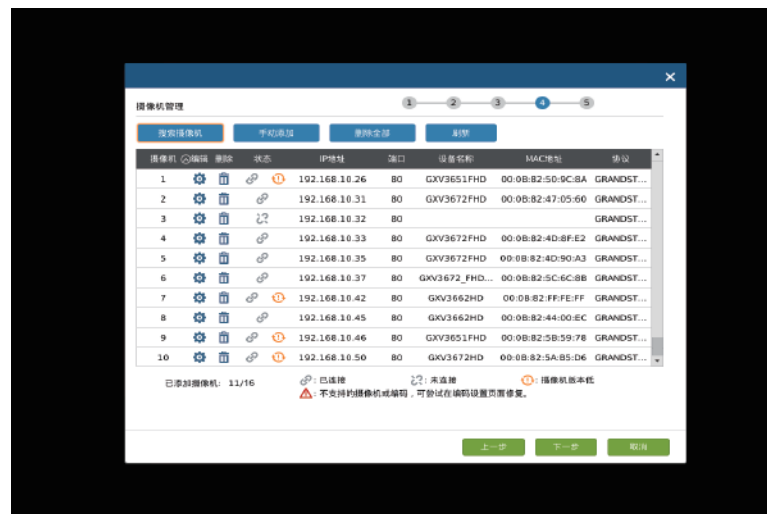 ×
摄像机管理 1 2 3 4 5
搜索摄像机 手动添加 删除全部 刷新
摄像机 编辑 删除 状态 IP地址 端口 设备名称 MAC地址 协议
1 192.168.10.26 80 GXV3651FHD 00:0B:82:50:9C:8A GRANDST...
2 192.168.10.31 80 GXV3672FHD 00:0B:82:47:05:60 GRANDST...
3 192.168.10.32 80 GRANDST...
4 192.168.10.33 80 GXV3672FHD 00:0B:82:4D:8F:E2 GRANDST...
5 192.168.10.35 80 GXV3672FHD 00:0B:82:4D:90:A3 GRANDST...
6 192.168.10.37 80 GXV3672_FHD... 00:0B:82:5C:6C:8B GRANDST...
7 192.168.10.42 80 GXV3662HD 00:0B:82:FF:FE:FF GRANDST...
8 192.168.10.45 80 GXV3662HD 00:0B:82:44:00:EC GRANDST...
9 192.168.10.46 80 GXV3651FHD 00:0B:82:5B:59:78 GRANDST...
10 192.168.10.50 80 GXV3672HD 00:0B:82:5A:B5:D6 GRANDST...
已添加摄像机: 11/16 : 已连接 : 未连接 : 摄像机版本低
: 不支持的摄像机或编码，可尝试在编码设置页面修复。
上一步 下一步 取消